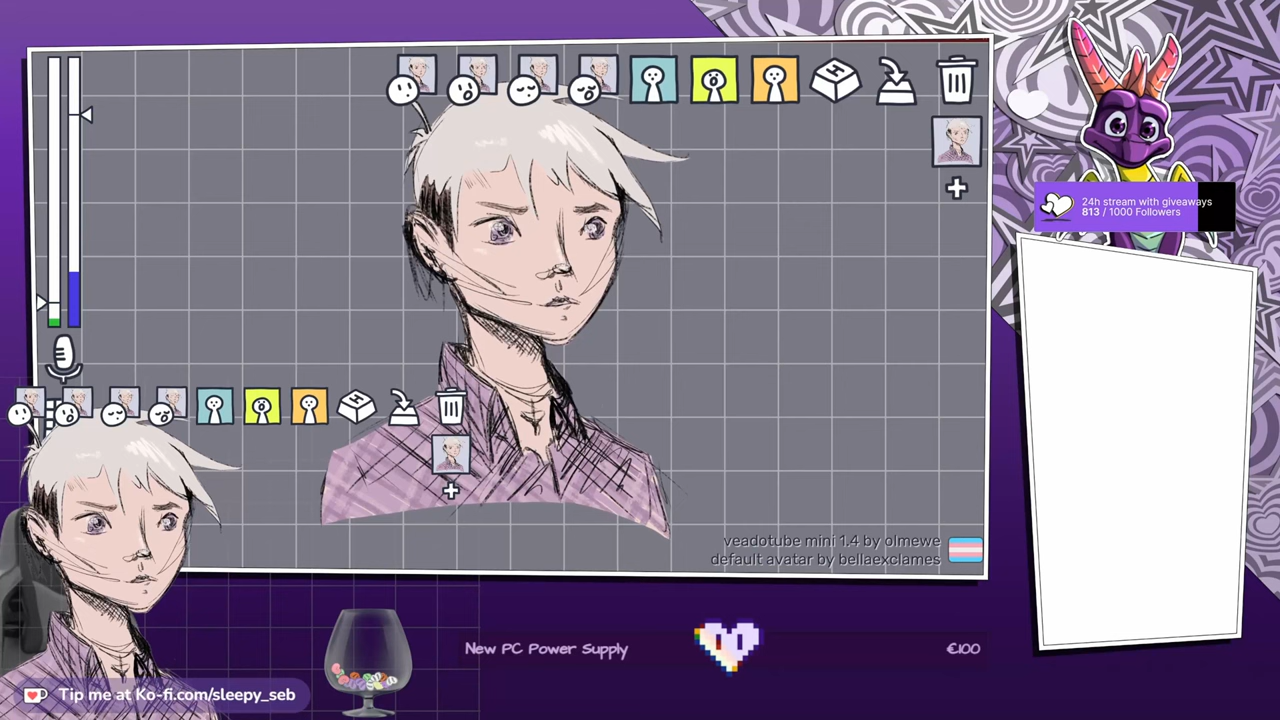 24h stream with giveaways
813 / 1000 Followers
veadotube mini 1.4 by olmewe
default avatar by bellaexclames
New PC Power Supply
€100
Tip me at Ko-fi.com/sleepy_seb